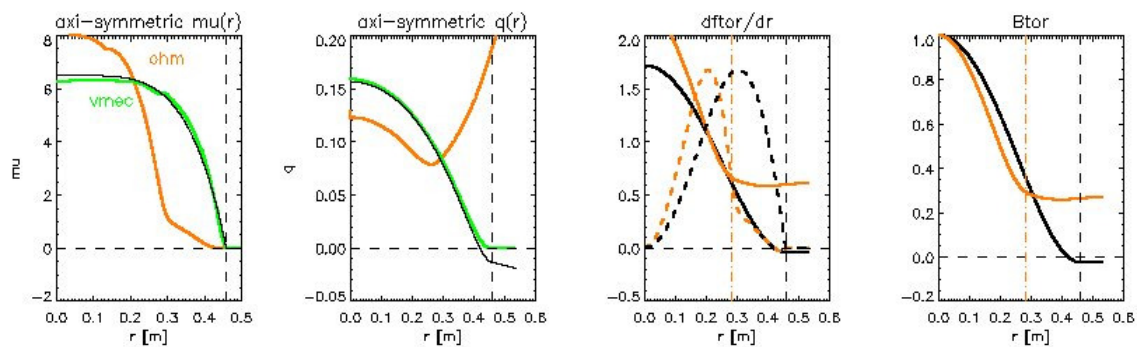 axi-symmetric mu(r)
axi-symmetric q(r)
dftor/dr
Btor
8
6
4
2
0
-2
mu
ohm
vmec
0.0 0.1 0.2 0.3 0.4 0.5
r [m]
0.20
0.15
0.10
0.05
0.00
-0.05
q
0.0 0.1 0.2 0.3 0.4 0.5 0.6
r [m]
2.0
1.5
1.0
0.5
0.0
-0.5
0.0 0.1 0.2 0.3 0.4 0.5 0.6
r [m]
1.0
0.8
0.6
0.4
0.2
0.0
-0.2
0.0 0.1 0.2 0.3 0.4 0.5 0.6
r [m]